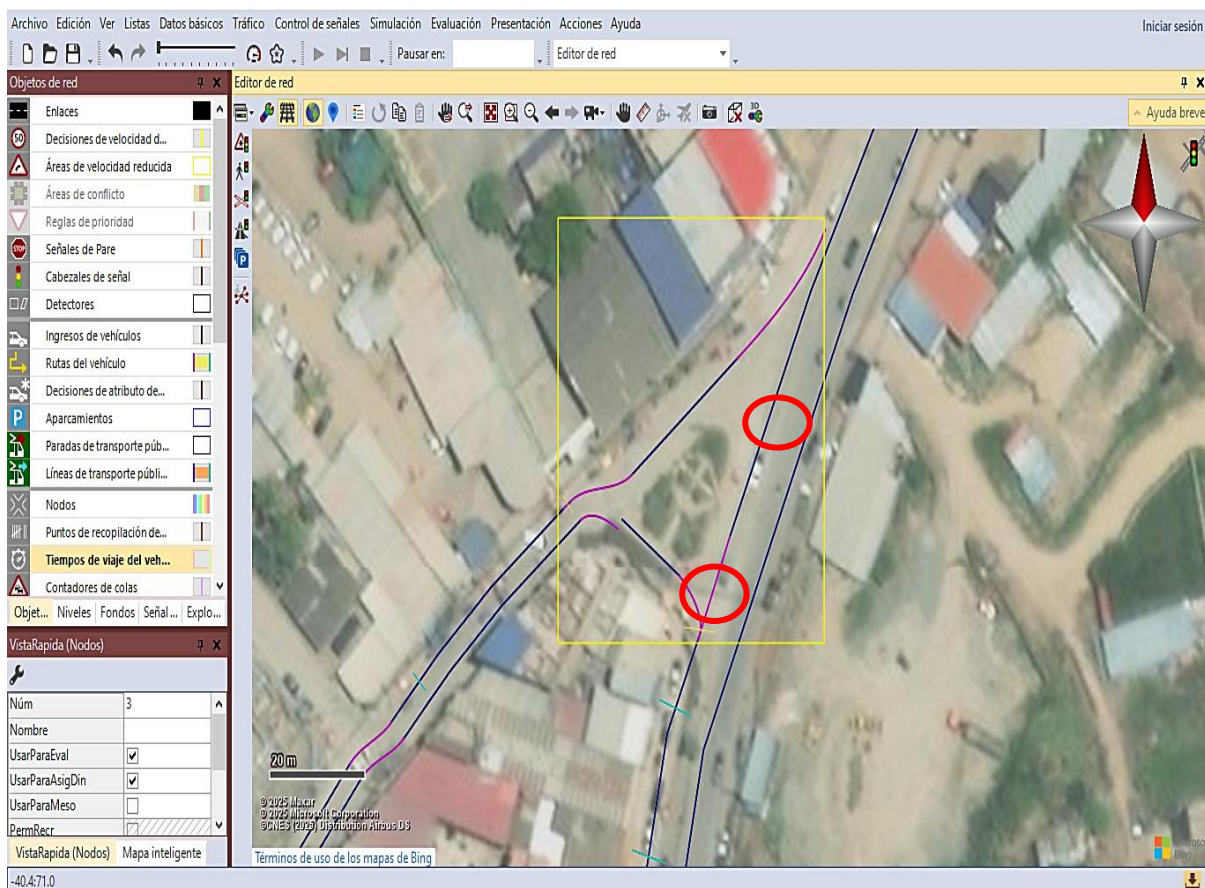 Archivo Edición Ver Listas Datos básicos Tráfico Control de señales Simulación Evaluación Presentación Acciones Ayuda
Iniciar sesión
Pausar en:
Editor de red
Objetos de red
Editor de red
Enlaces
Ayuda breve
50
Decisiones de velocidad d...
Áreas de velocidad reducida
Áreas de conflicto
Reglas de prioridad
STOP
Señales de Pare
Cabezales de señal
Detectores
Ingresos de vehículos
Rutas del vehículo
Decisiones de atributo de...
P
Aparcamientos
Paradas de transporte púb...
Líneas de transporte públi...
Nodos
Puntos de recopilación de...
Tiempos de viaje del veh...
Contadores de colas
Objet... Niveles Fondos Señal ... Explo...
VistaRapida (Nodos)
Núm 3
Nombre
UsarParaEval
UsarParaAsigDin
UsarParaMeso
PermRecr
VistaRapida (Nodos) Mapa inteligente
3D
P
20 m
© 2025 Maxar
© 2025 Microsoft Corporation
©CNES (2025) Distribution Airbus DS
Términos de uso de los mapas de Bing
Bing
-40.4:71.0